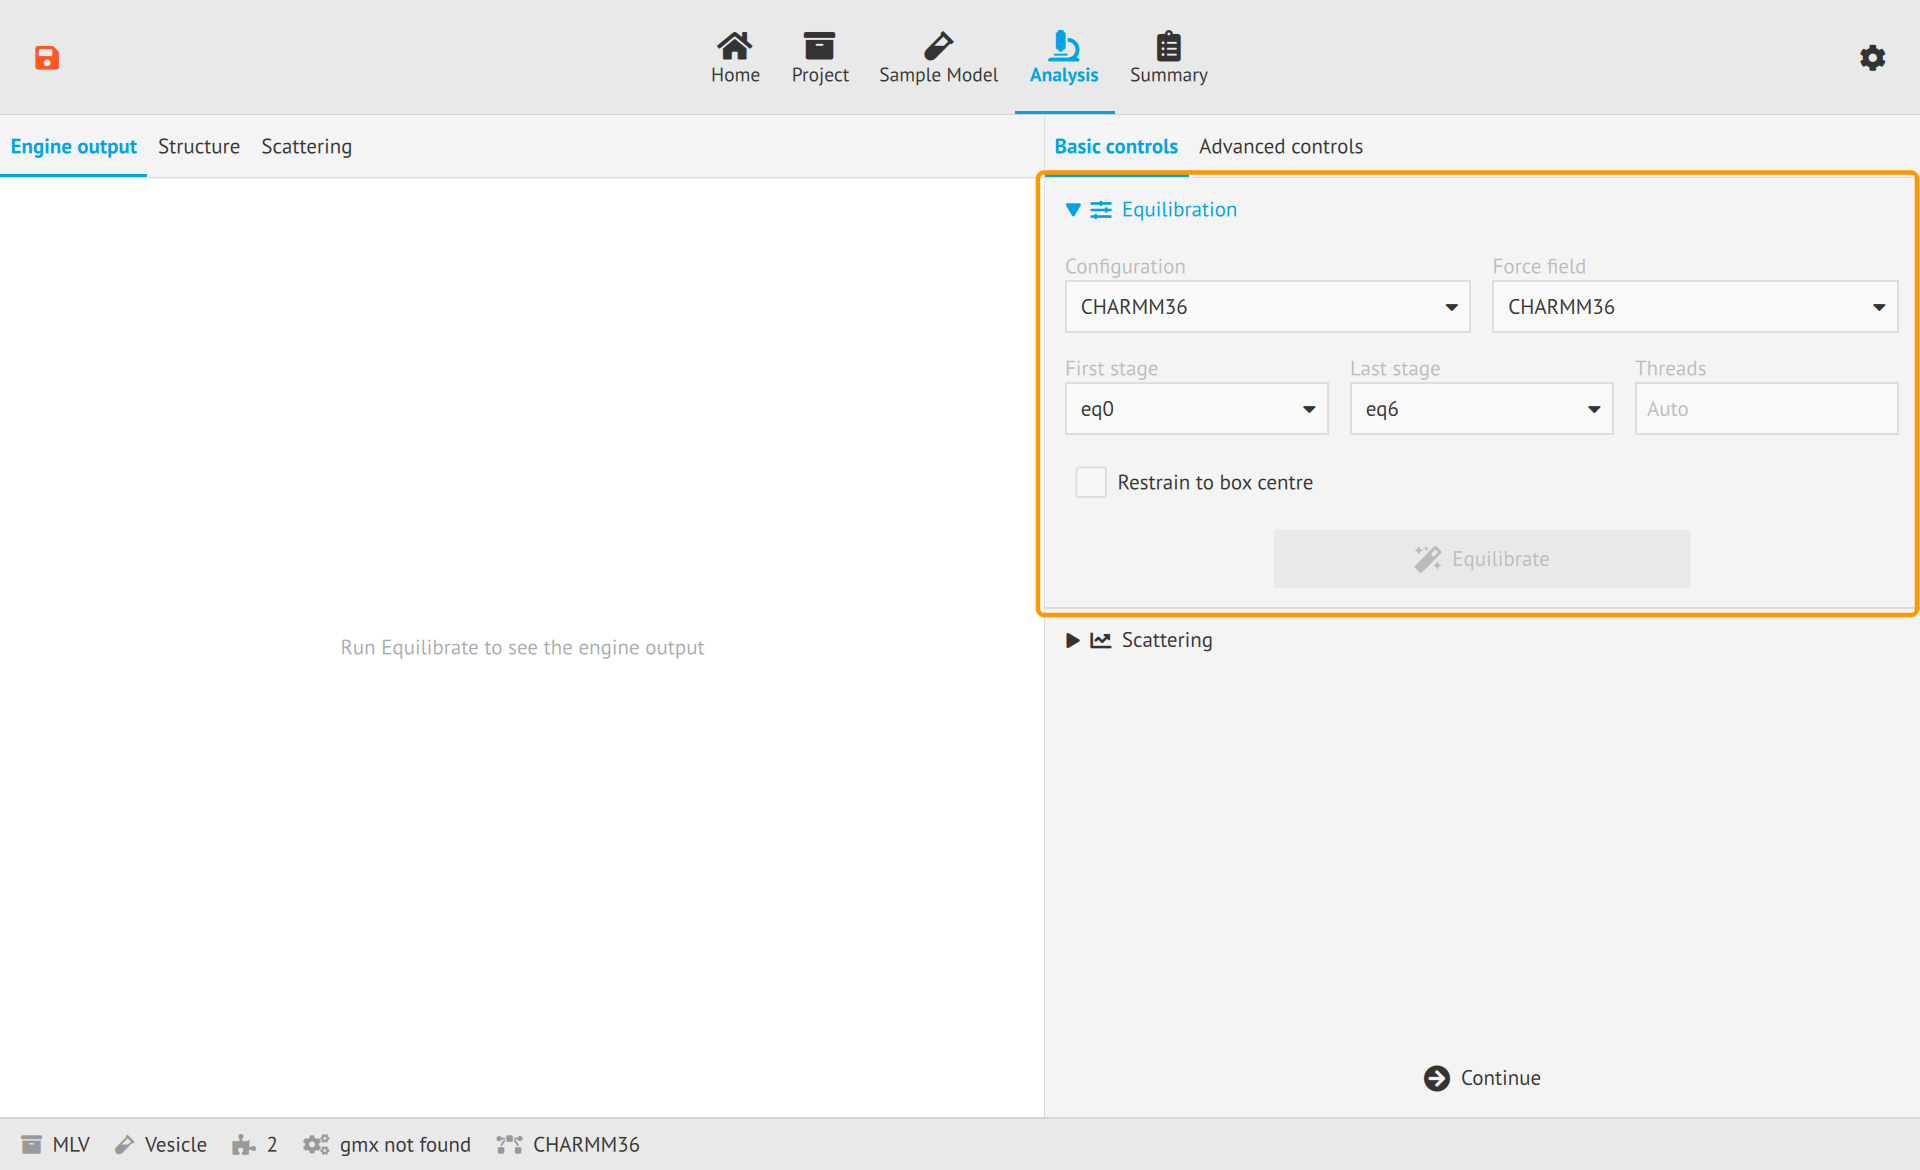 Home Project Sample Model Analysis Summary
Engine output Structure Scattering
Basic controls Advanced controls
Equilibration
Configuration Force field
CHARMM36 CHARMM36
First stage Last stage Threads
eq0 eq6 Auto
Restrain to box centre
Equilibrate
Run Equilibrate to see the engine output
Scattering
Continue
MLV Vesicle 2 gmx not found CHARMM36